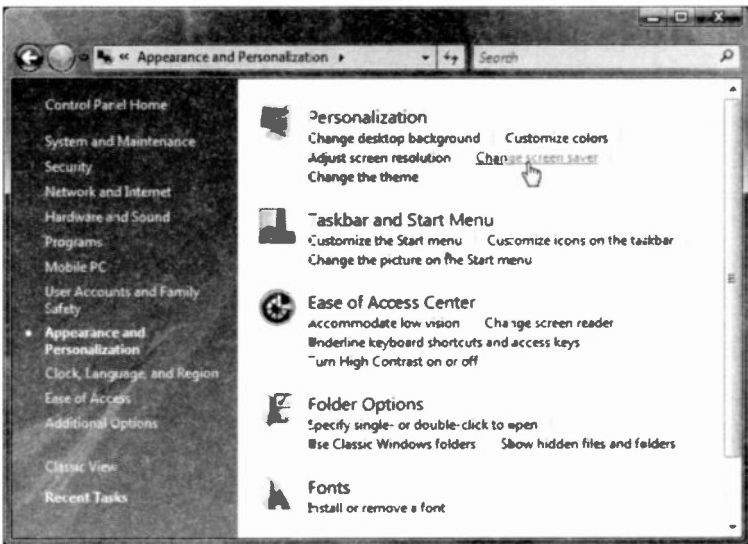 « Appearance and Personalization
Search
Control Panel Home
System and Maintenance
Security
Network and Internet
Hardware and Sound
Programs
Mobile PC
User Accounts and Family
Safety
Appearance and
Personalization
Clock, Language, and Region
Ease of Access
Additional Options
Classic View
Recent Tasks
Personalization
Change desktop background Customize colors
Adjust screen resolution Change screen saver
Change the theme
Taskbar and Start Menu
Customize the Start menu Customize icons on the taskbar
Change the picture on the Start menu
Ease of Access Center
Accommodate low vision Change screen reader
Underline keyboard shortcuts and access keys
Turn High Contrast on or off
Folder Options
Specify single- or double-click to open
Use Classic Windows folders Show hidden files and folders
Fonts
Install or remove a font